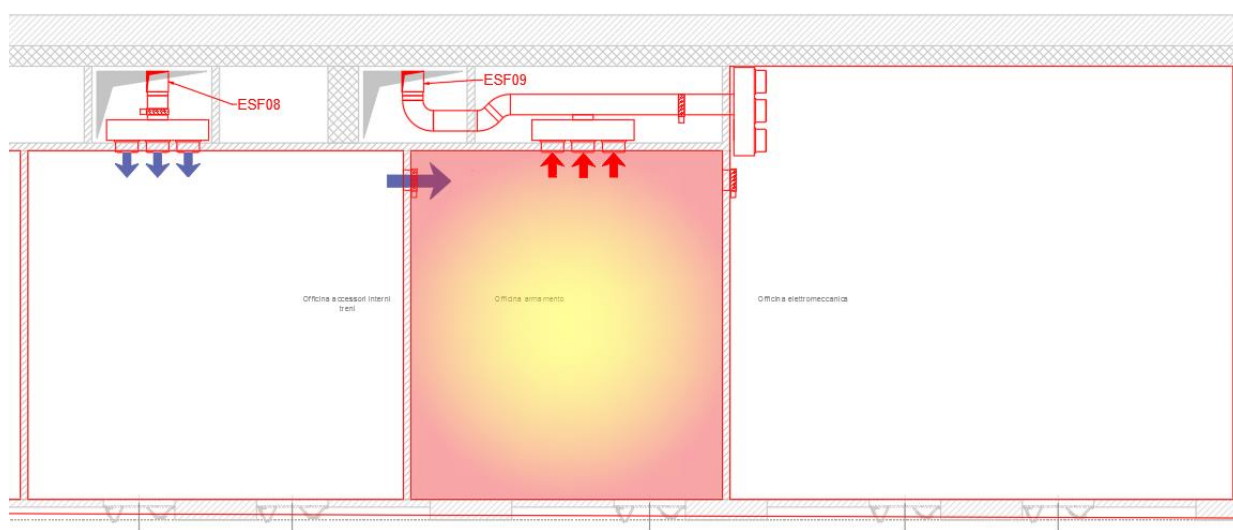 ESF08
ESF09
Officina accessori interni
treni
Officina armamento
Officina elettromeccanica